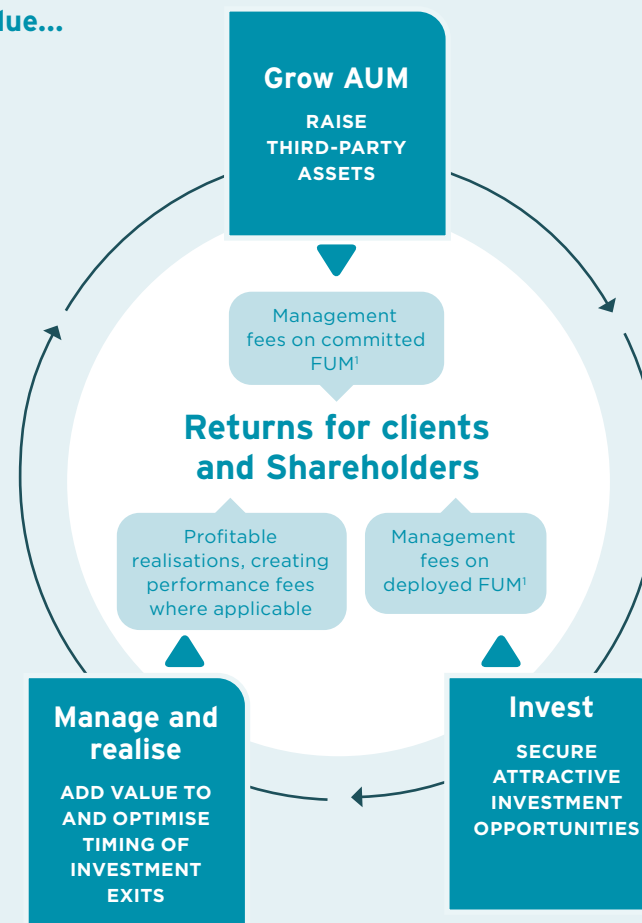 lue...
Grow AUM
RAISE
THIRD-PARTY
ASSETS
Management
fees on committed
FUM¹
Returns for clients
and Shareholders
Profitable
realisations, creating
performance fees
where applicable
Management
fees on
deployed FUM¹
Manage and
realise
ADD VALUE TO
AND OPTIMISE
TIMING OF
INVESTMENT
EXITS
Invest
SECURE
ATTRACTIVE
INVESTMENT
OPPORTUNITIES